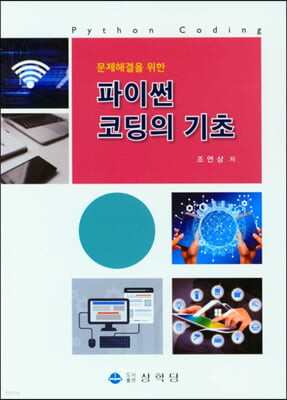 Python Coding
문제해결을 위한
파이썬
코딩의 기초
조연상 저
도서
출판
상학당